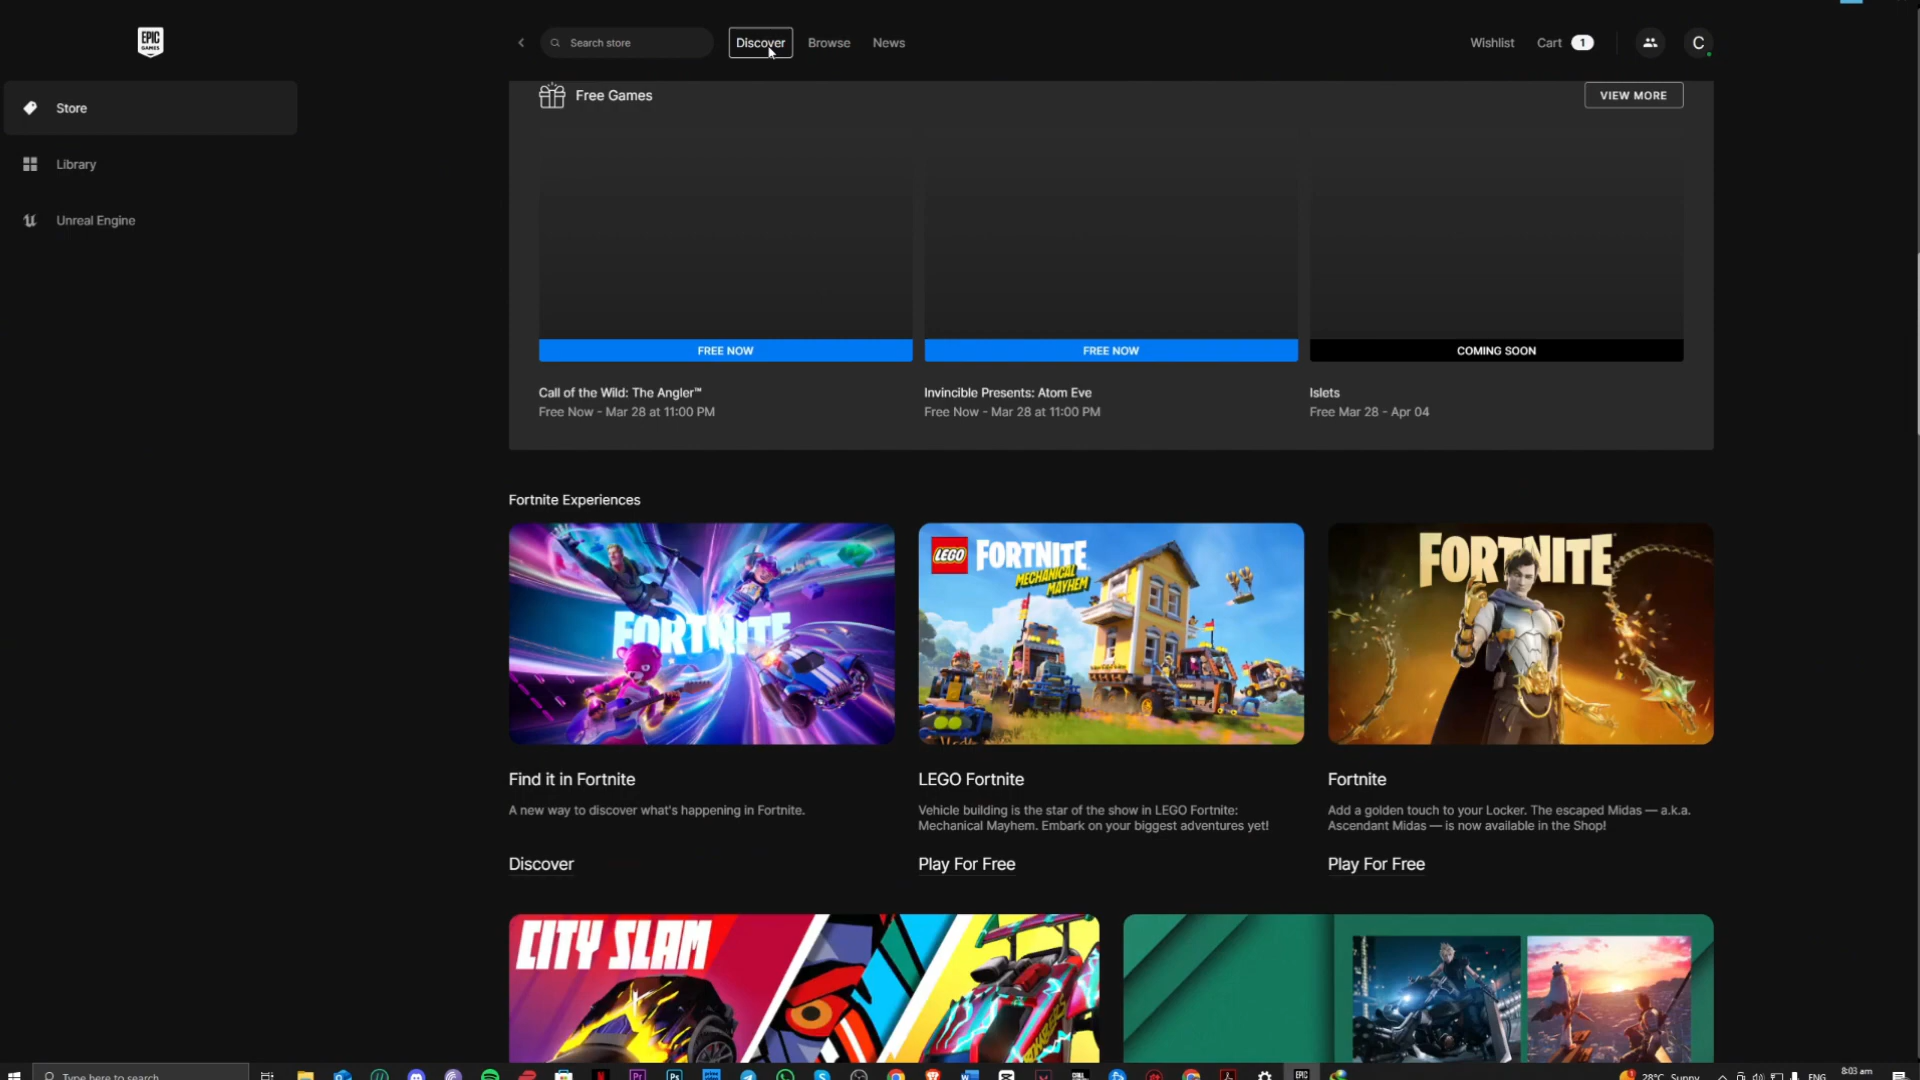 EPIC
GAMES
Search store
Discover
Browse
News
Wishlist
Cart
1
C
Store
Library
Unreal Engine
Free Games
VIEW MORE
FREE NOW
FREE NOW
COMING SOON
Call of the Wild: The Angler™
Free Now - Mar 28 at 11:00 PM
Invincible Presents: Atom Eve
Free Now - Mar 28 at 11:00 PM
Islets
Free Mar 28 - Apr 04
Fortnite Experiences
FORTNITE
LEGO
FORTNITE
MECHANICAL
MAYHEM
FORTNITE
Find it in Fortnite
A new way to discover what's happening in Fortnite.
Discover
LEGO Fortnite
Vehicle building is the star of the show in LEGO Fortnite:
Mechanical Mayhem. Embark on your biggest adventures yet!
Play For Free
Fortnite
Add a golden touch to your Locker. The escaped Midas — a.k.a.
Ascendant Midas — is now available in the Shop!
Play For Free
CITY SLAM
Type here to search
28°C Sunny
ENG
8:03 am